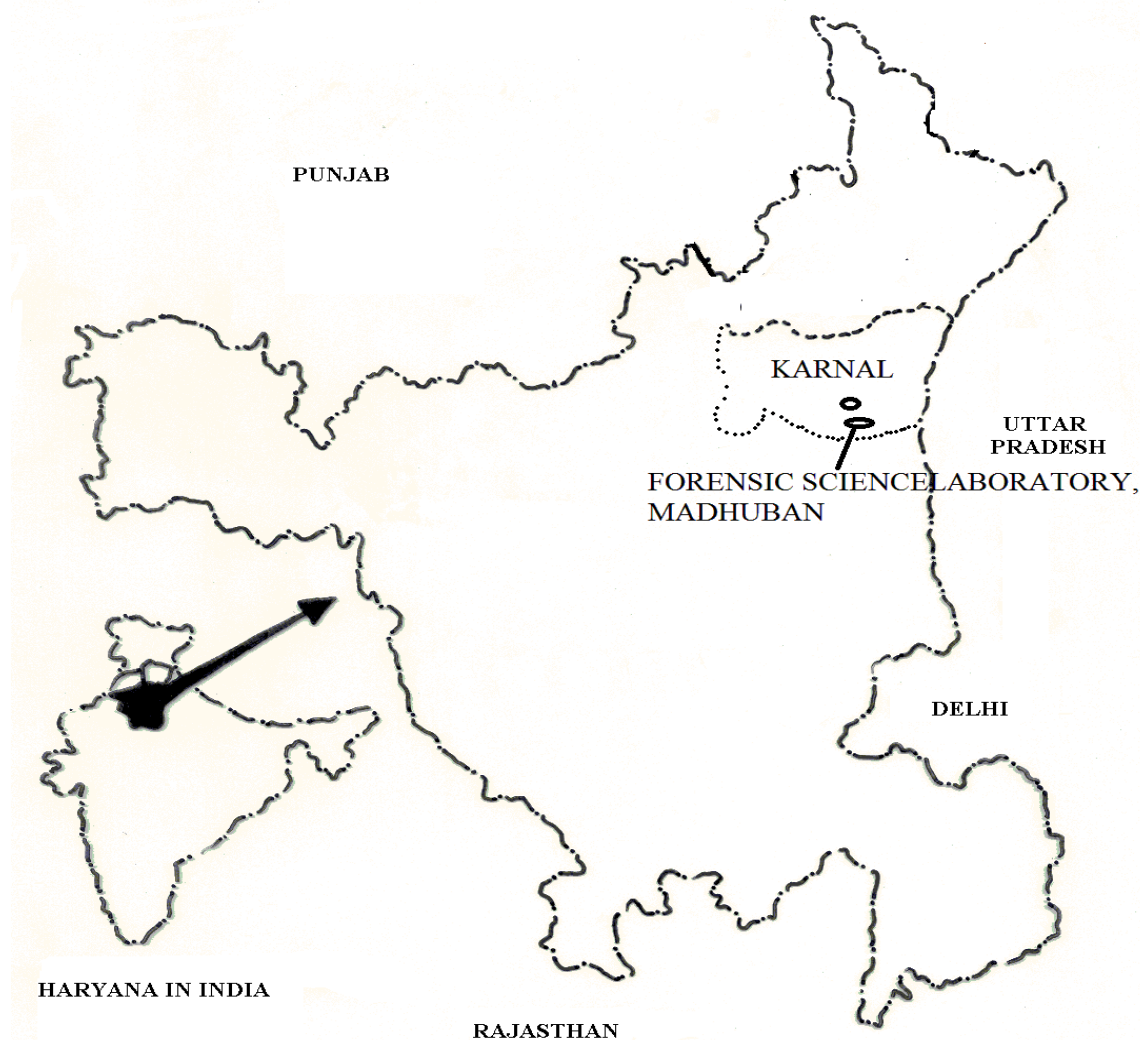 PUNJAB
KARNAL
UTTAR
PRADESH
FORENSIC SCIENCELABORATORY,
MADHUBAN
DELHI
HARYANA IN INDIA
RAJASTHAN